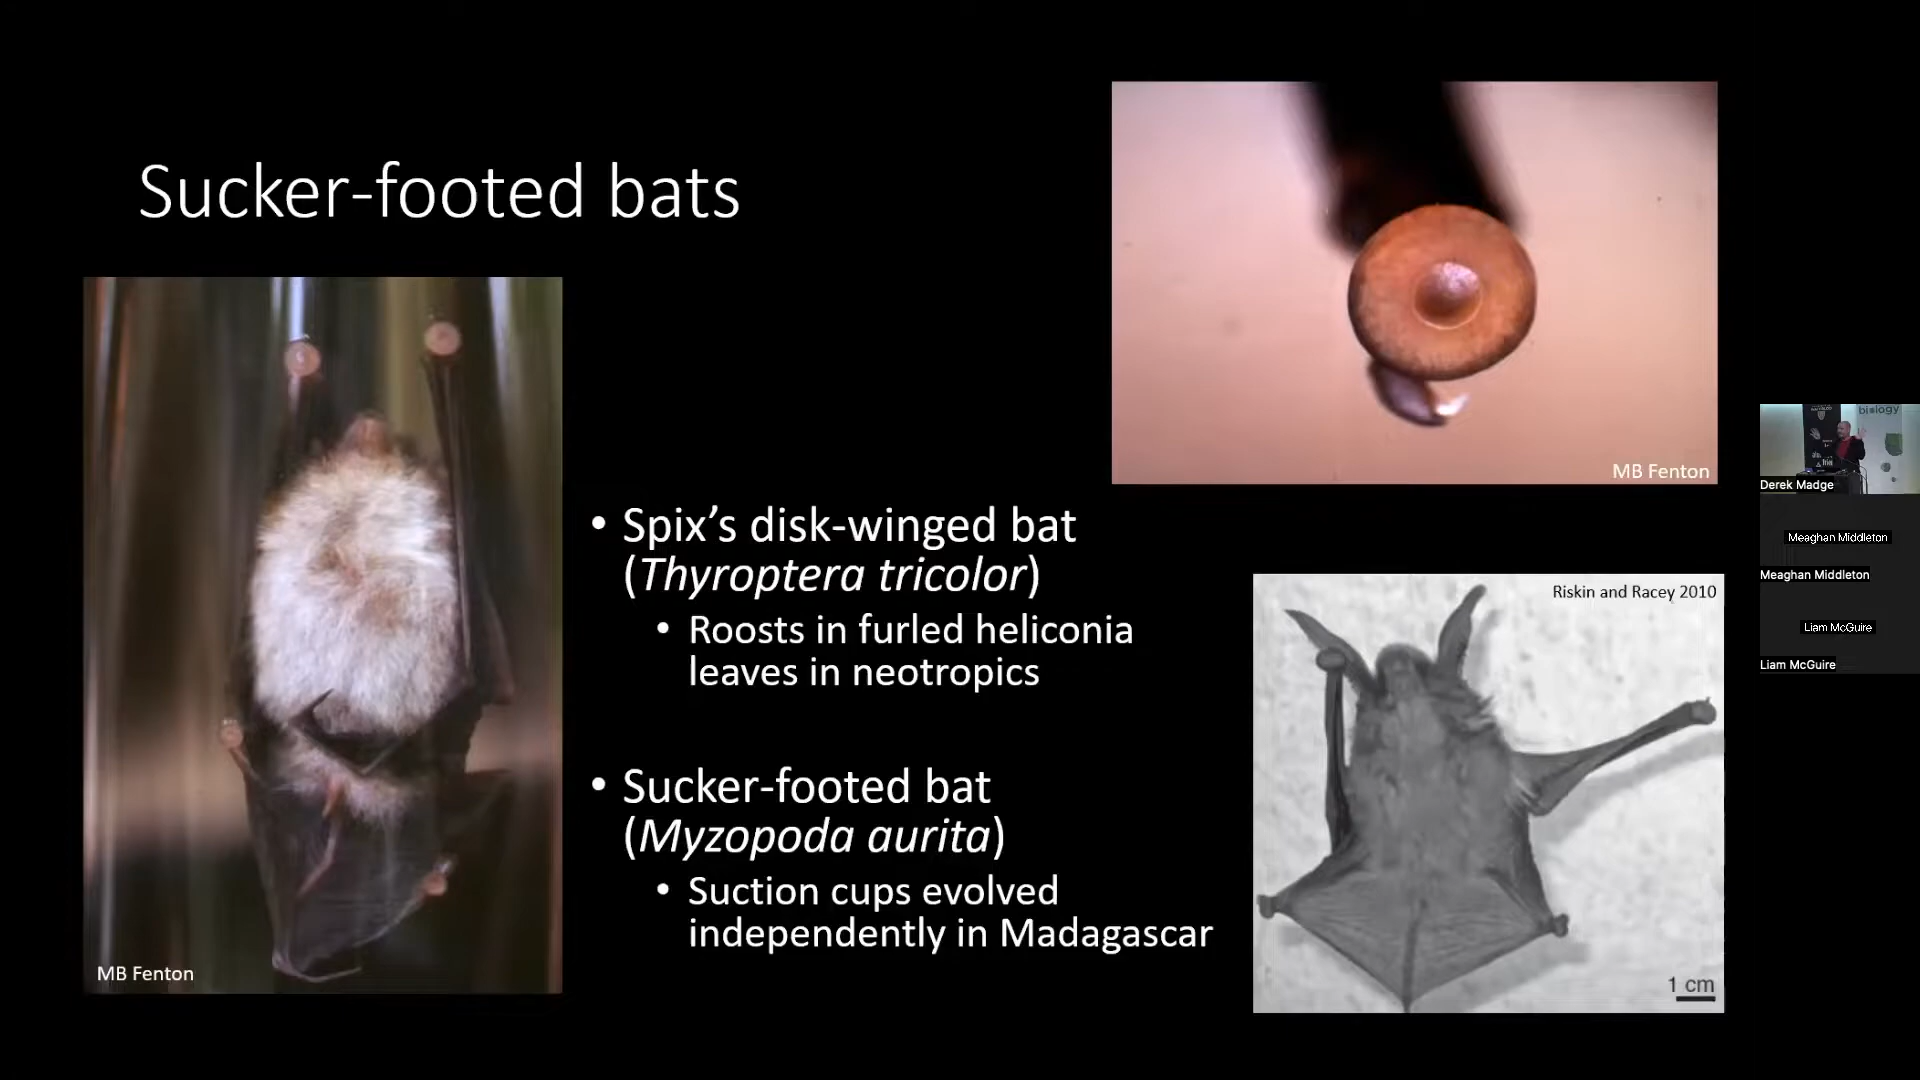 Sucker-footed bats
MB Fenton
• Spix’s disk-winged bat
(Thyroptera tricolor)
• Roosts in furled heliconia
leaves in neotropics
• Sucker-footed bat
(Myzopoda aurita)
• Suction cups evolved
independently in Madagascar
MB Fenton
Riskin and Racey 2010
1 cm
biology
Derek Madge
Meaghan Middleton
Meaghan Middleton
Liam McGuire
Liam McGuire